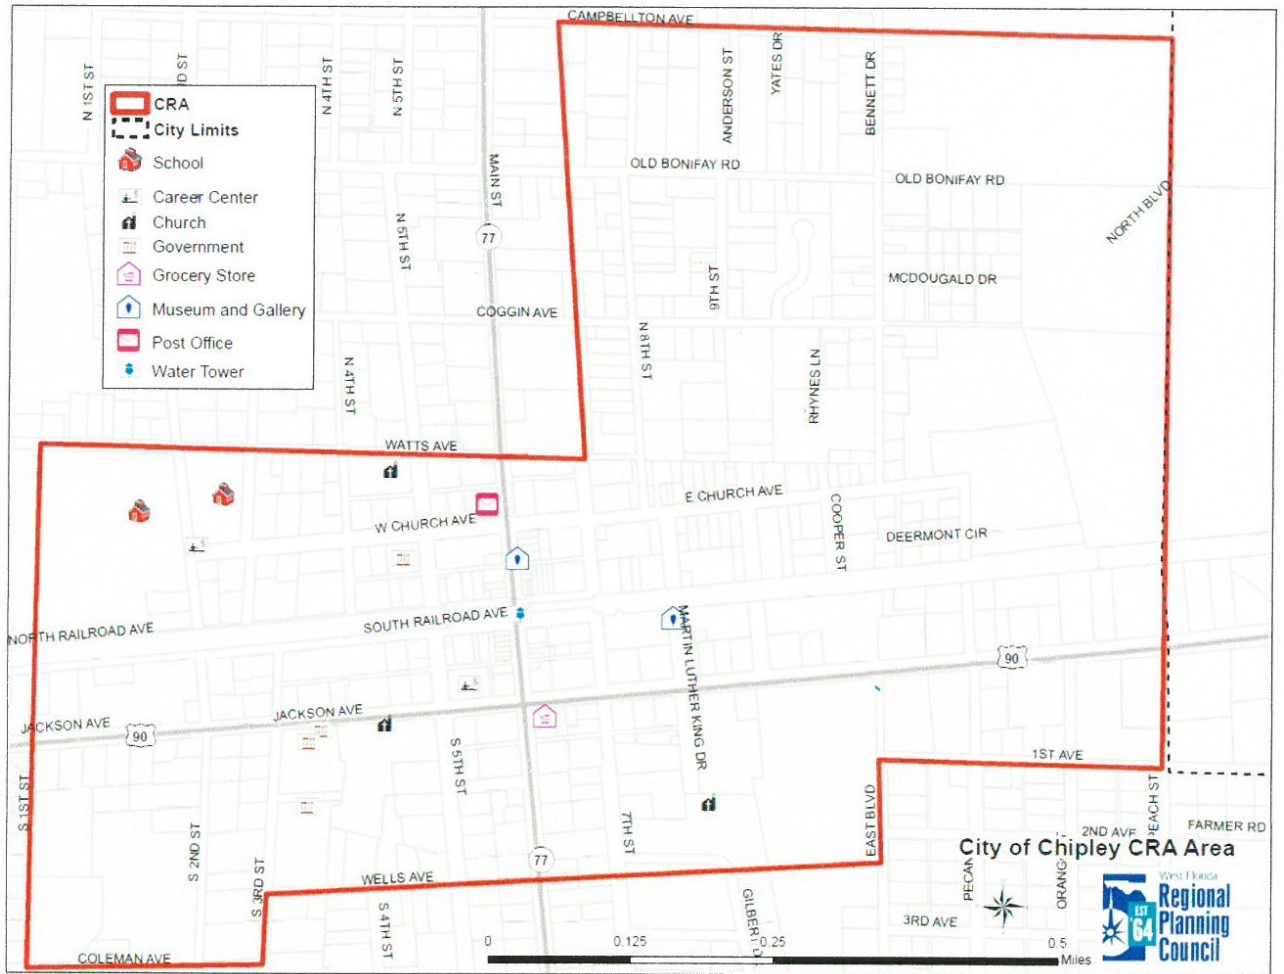 CAMPBELLTON AVE
N 1ST ST
N 4TH ST
N 5TH ST
ANDERSON ST
YATES DR
BENNETT DR
CRA
City Limits
School
Career Center
Church
Government
Grocery Store
Museum and Gallery
Post Office
Water Tower
MAIN ST
OLD BONIFAY RD
OLD BONIFAY RD
NORTH BLVD
N 5TH ST
77
9TH ST
MCDOUGALD DR
COGGIN AVE
N 4TH ST
N 8TH ST
RHYNES LN
WATTS AVE
E CHURCH AVE
W CHURCH AVE
COOPER ST
DEERMONT CIR
NORTH RAILROAD AVE
SOUTH RAILROAD AVE
MARTIN LUTHER KING DR
90
JACKSON AVE
JACKSON AVE
90
S 1ST ST
S 5TH ST
1ST AVE
PEACH ST
S 2ND ST
7TH ST
EAST BLVD
2ND AVE
FARMER RD
77
City of Chipley CRA Area
S 3RD ST
WELLS AVE
S 4TH ST
3RD AVE
COLEMAN AVE
0 0.125 0.25 0.5
Miles
West Florida
Regional
Planning
Council
EST
'64